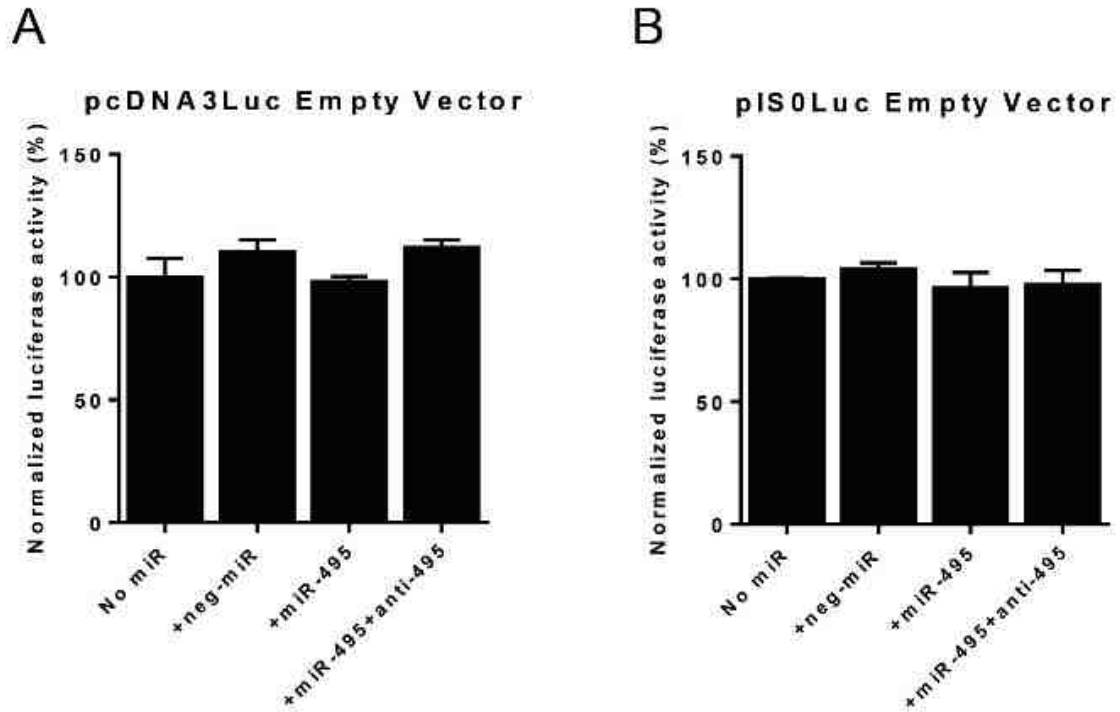 A
pcDNA3Luc Empty Vector
Normalized luciferase activity (%)
150
100
50
0
No miR
+neg-miR
+miR-495
+miR-495+anti-495
B
pIS0Luc Empty Vector
Normalized luciferase activity (%)
150
100
50
0
No miR
+neg-miR
+miR-495
+miR-495+anti-495